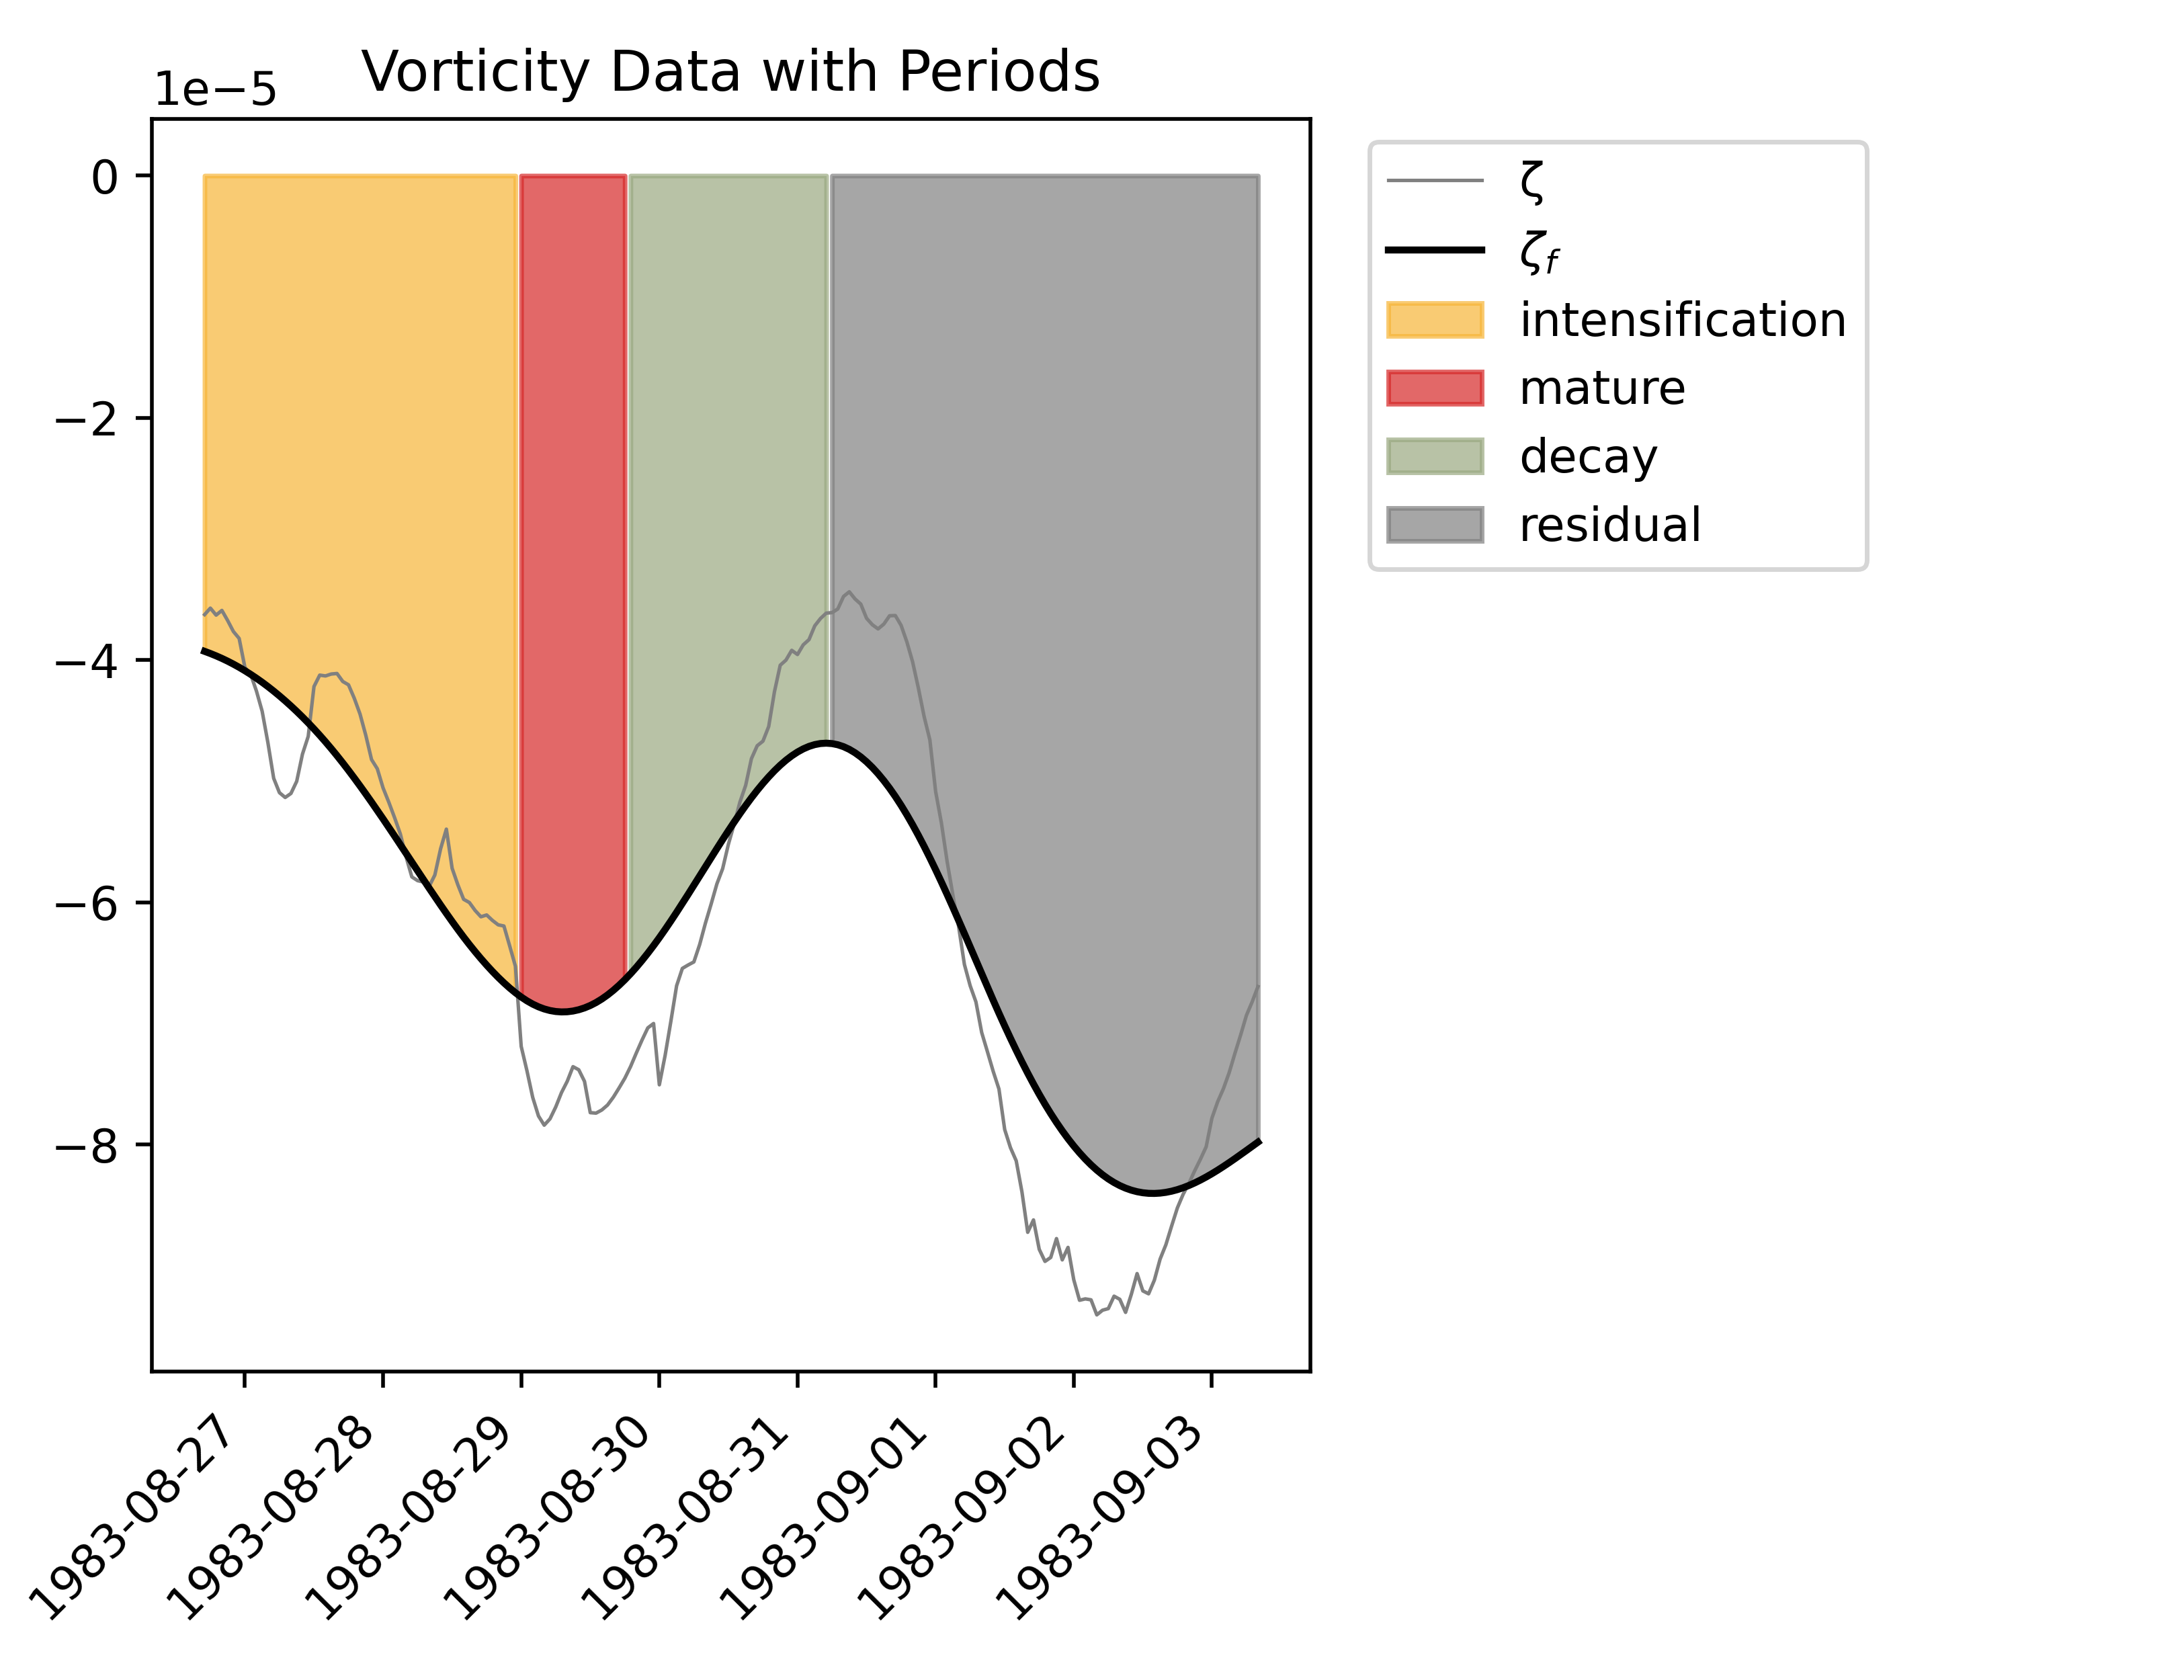 Vorticity Data with Periods
1e−5
0
−2
−4
−6
−8
1983-08-27
1983-08-28
1983-08-29
1983-08-30
1983-08-31
1983-09-01
1983-09-02
1983-09-03
ζ
ζf
intensification
mature
decay
residual